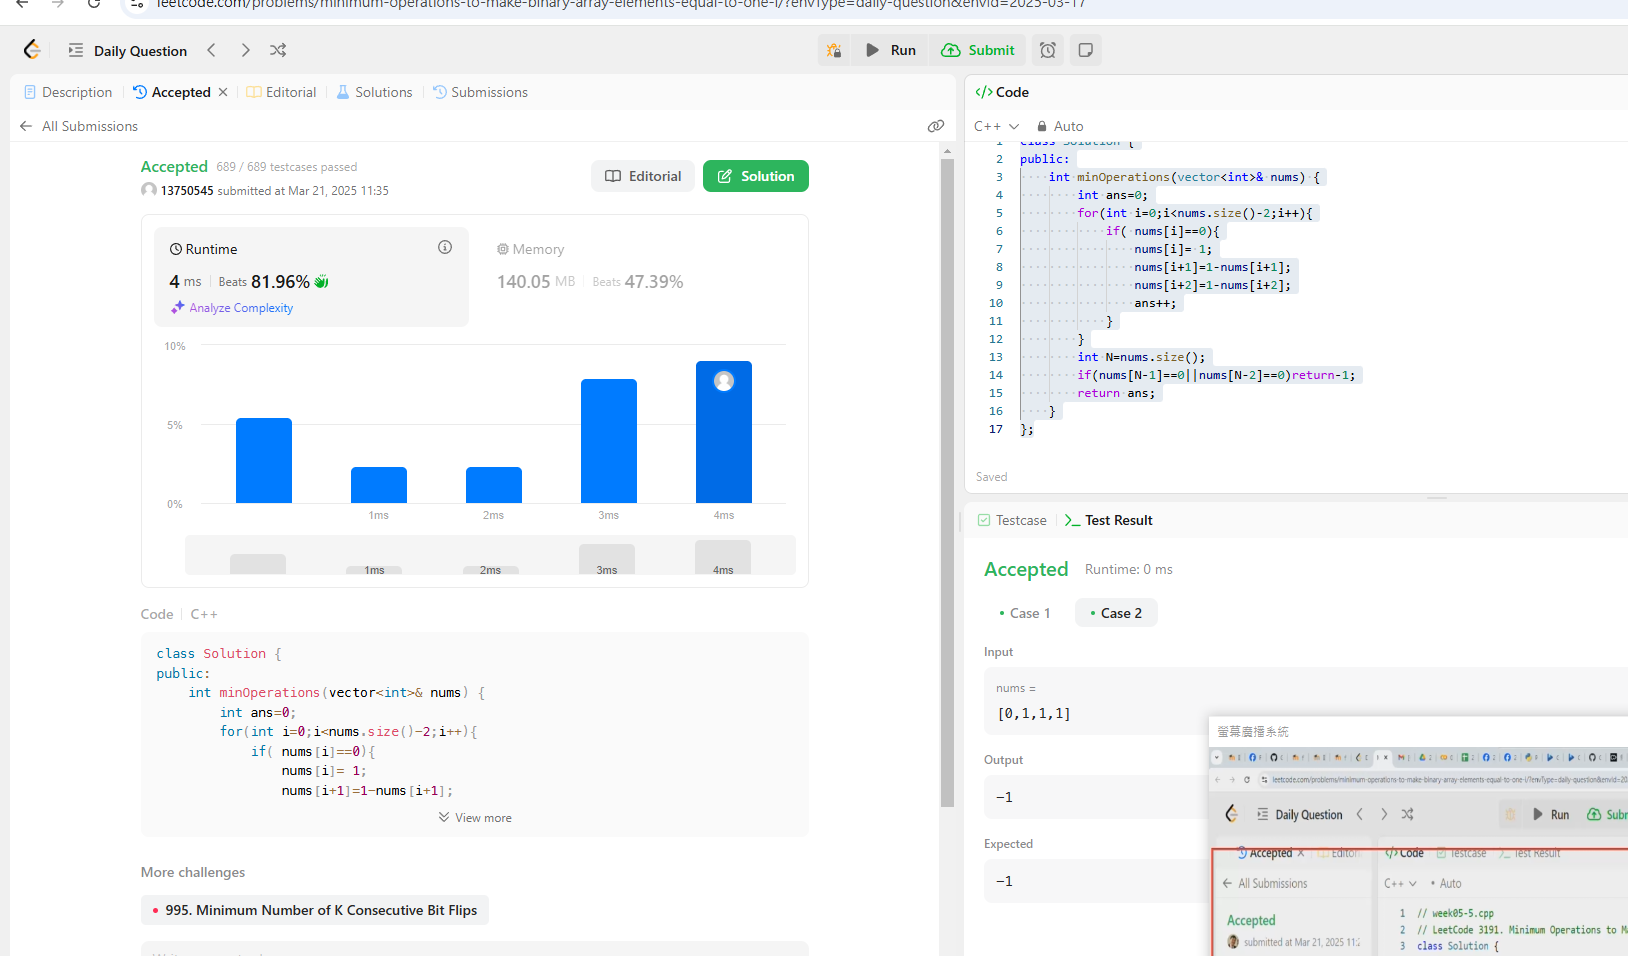 leetcode.com/problems/minimum-operations-to-make-binary-array-elements-equal-to-one-i/?envType=daily-question&envId=2025-03-17
Daily Question
Run
Submit
Description
Accepted
Editorial
Solutions
Submissions
All Submissions
Accepted 689 / 689 testcases passed
13750545 submitted at Mar 21, 2025 11:35
Editorial
Solution
Runtime
4 ms Beats 81.96%
Analyze Complexity
Memory
140.05 MB Beats 47.39%
10%
5%
0%
1ms 2ms 3ms 4ms
1ms 2ms 3ms 4ms
Code C++
class Solution {
public:
    int minOperations(vector<int>& nums) {
        int ans=0;
        for(int i=0;i<nums.size()-2;i++){
            if( nums[i]==0){
                nums[i]= 1;
                nums[i+1]=1-nums[i+1];
View more
More challenges
995. Minimum Number of K Consecutive Bit Flips
Code
C++ Auto
1 class Solution {
2 public:
3     int minOperations(vector<int>& nums) {
4         int ans=0;
5         for(int i=0;i<nums.size()-2;i++){
6             if( nums[i]==0){
7                 nums[i]= 1;
8                 nums[i+1]=1-nums[i+1];
9                 nums[i+2]=1-nums[i+2];
10                 ans++;
11             }
12         }
13         int N=nums.size();
14         if(nums[N-1]==0||nums[N-2]==0)return-1;
15         return ans;
16     }
17 };
Saved
Testcase
Test Result
Accepted Runtime: 0 ms
Case 1
Case 2
Input
nums =
[0,1,1,1]
Output
-1
Expected
-1
螢幕廣播系統
leetcode.com/problems/minimum-operations-to-make-binary-array-elements-equal-to-one-i/?envType=daily-question&envId=20
Daily Question
Run
Subm
Accepted
Editori
Code
Testcase
Test Result
All Submissions
C++ Auto
Accepted
submitted at Mar 21, 2025 11:2
1 // week05-5.cpp
2 // LeetCode 3191. Minimum Operations to M
3 class Solution {